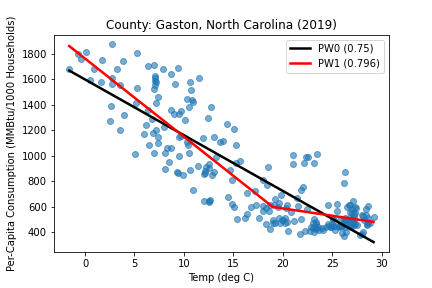 County: Gaston, North Carolina (2019)
Per-Capita Consumption (MMBtu/1000 Households)
1800
1600
1400
1200
1000
800
600
400
PW0 (0.75)
PW1 (0.796)
0 5 10 15 20 25 30
Temp (deg C)